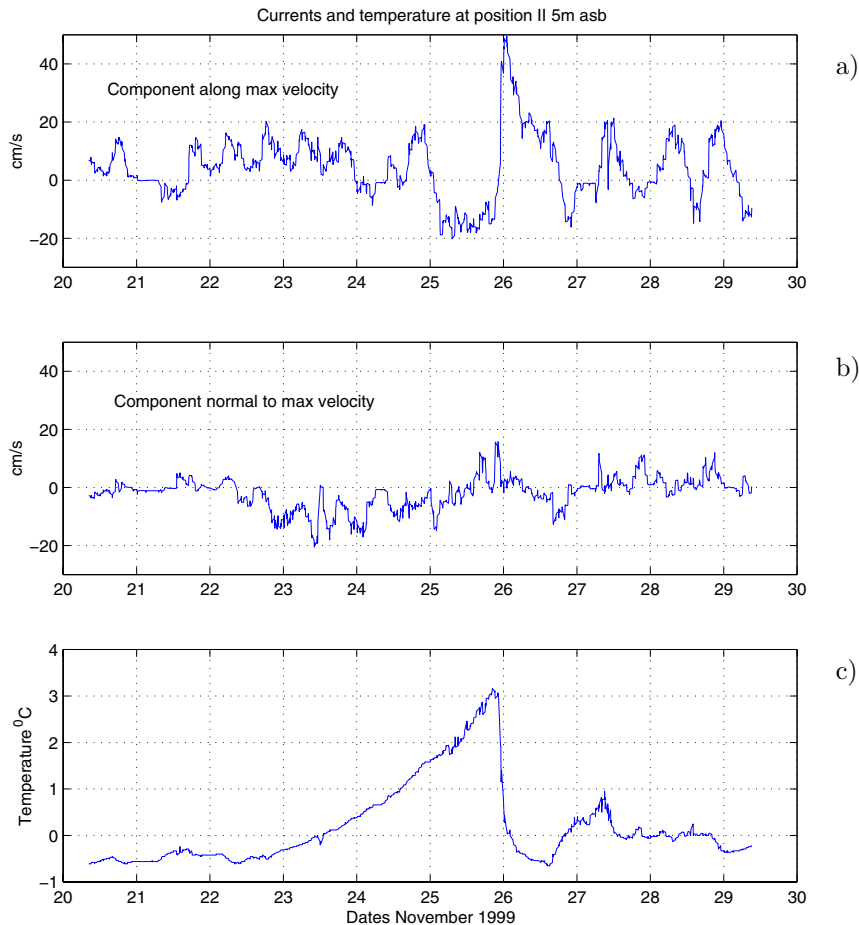 Currents and temperature at position II 5m asb
a)
Component along max velocity
cm/s
40
20
0
−20
20 21 22 23 24 25 26 27 28 29 30
b)
Component normal to max velocity
cm/s
40
20
0
−20
20 21 22 23 24 25 26 27 28 29 30
c)
Temperature ⁰C
4
3
2
1
0
−1
20 21 22 23 24 25 26 27 28 29 30
Dates November 1999